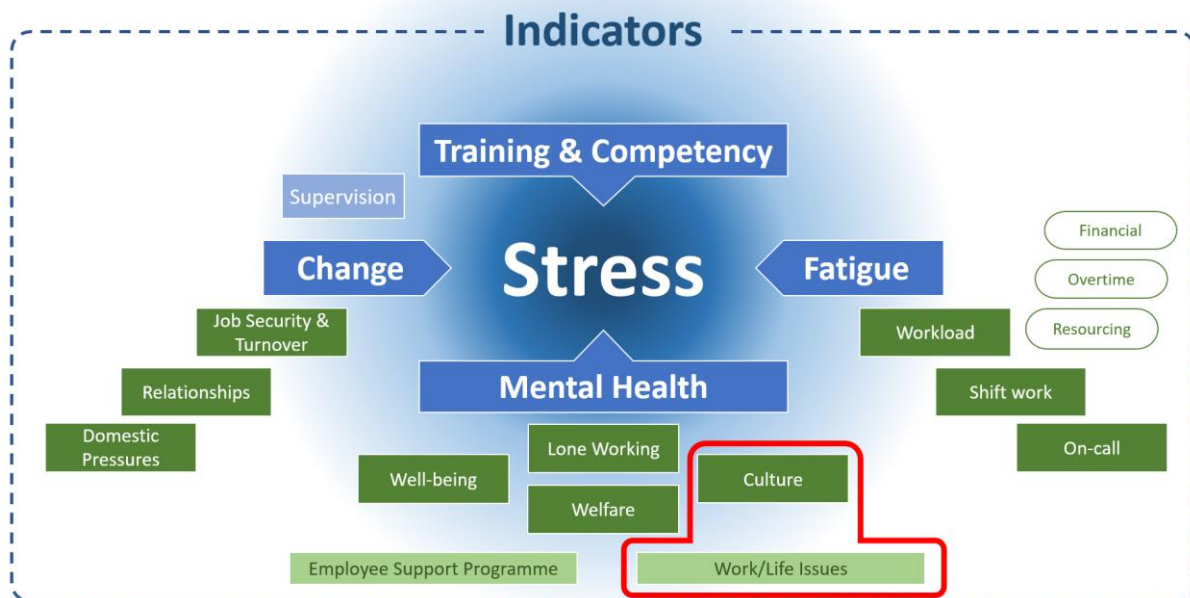 Indicators
Training & Competency
Supervision
Change
Stress
Fatigue
Financial
Overtime
Resourcing
Job Security &
Turnover
Workload
Relationships
Mental Health
Shift work
Domestic
Pressures
Lone Working
On-call
Well-being
Culture
Welfare
Employee Support Programme
Work/Life Issues